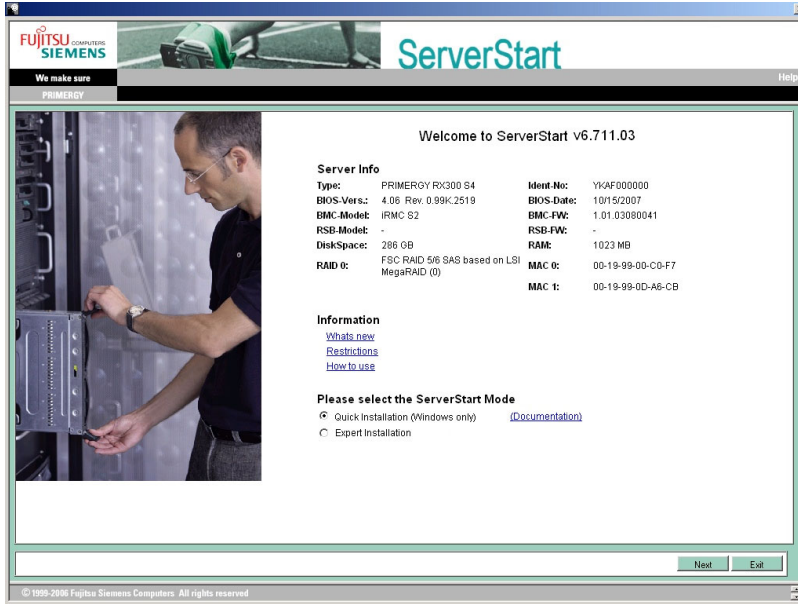 FUJITSU COMPUTERS
SIEMENS
ServerStart
We make sure
Help
PRIMERGY
Welcome to ServerStart V6.711.03
Server Info
Type: PRIMERGY RX300 S4 Ident-No: YKAF000000
BIOS-Vers.: 4.06 Rev. 0.99K.2519 BIOS-Date: 10/15/2007
BMC-Model: iRMC S2 BMC-FW: 1.01.03080041
RSB-Model: - RSB-FW: -
DiskSpace: 286 GB RAM: 1023 MB
RAID 0: FSC RAID 5/6 SAS based on LSI MegaRAID (0) MAC 0: 00-19-99-00-C0-F7
MAC 1: 00-19-99-0D-A6-CB
Information
Whats new
Restrictions
How to use
Please select the ServerStart Mode
Quick Installation (Windows only) (Documentation)
Expert Installation
Next Exit
© 1999-2006 Fujitsu Siemens Computers All rights reserved